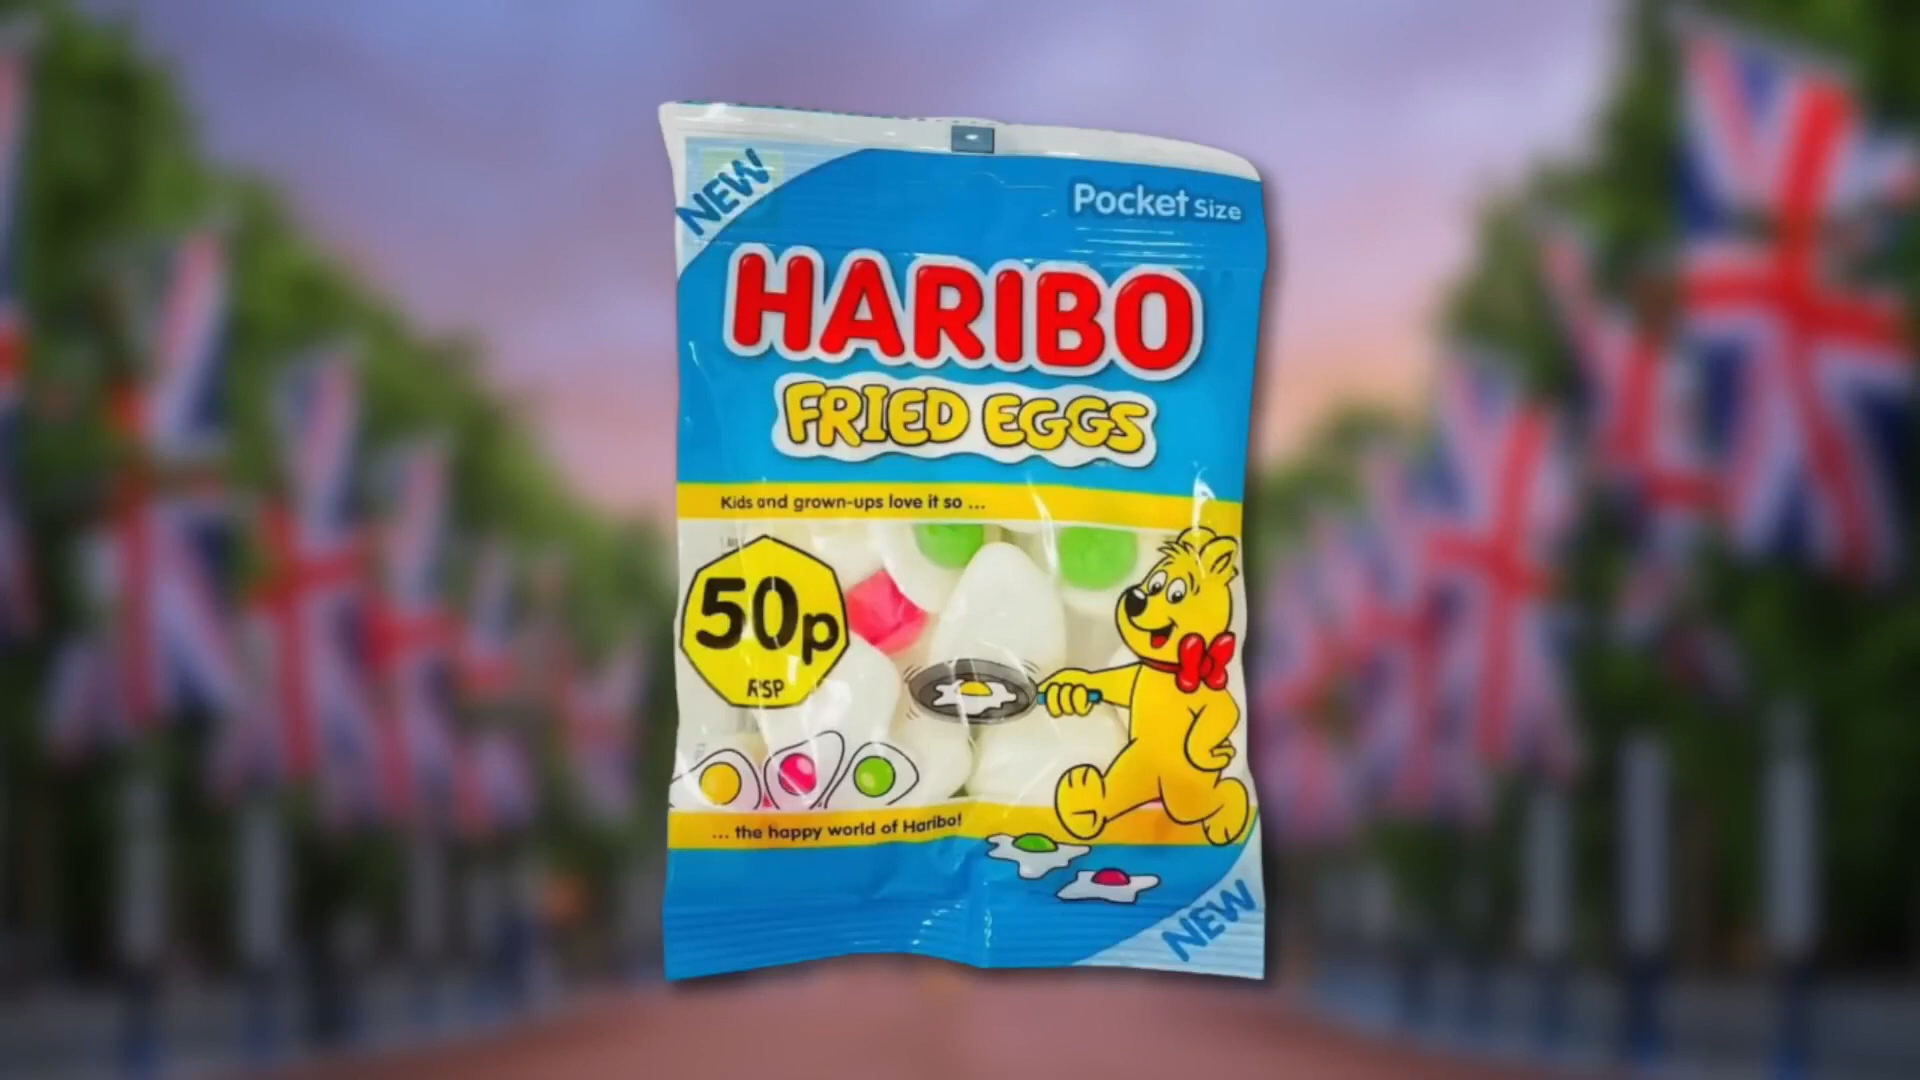 NEW
Pocket Size
HARIBO
FRIED EGGS
Kids and grown-ups love it so ...
50p
RSP
... the happy world of Haribo!
NEW